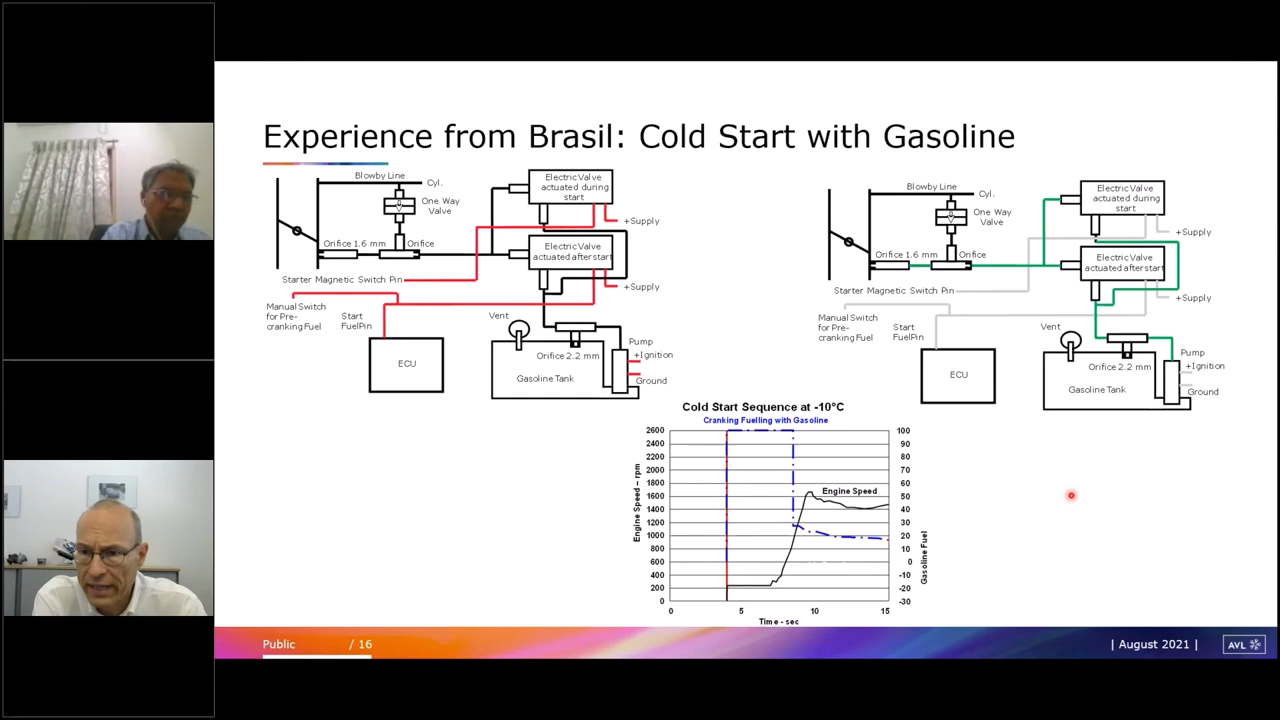 Experience from Brasil: Cold Start with Gasoline
Blowby Line
Cyl.
One Way
Valve
Electric Valve
actuated during
start
+Supply
Orifice 1.6 mm
Orifice
Electric Valve
actuated after start
Starter Magnetic Switch Pin
+Supply
Manual Switch
for Pre-
cranking Fuel
Start
FuelPin
Vent
ECU
Orifice 2.2 mm
Gasoline Tank
Pump
+Ignition
Ground
Blowby Line
Cyl.
One Way
Valve
Electric Valve
actuated during
start
+Supply
Orifice 1.6 mm
Orifice
Electric Valve
actuated after start
Starter Magnetic Switch Pin
+Supply
Manual Switch
for Pre-
cranking Fuel
Start
FuelPin
Vent
ECU
Orifice 2.2 mm
Gasoline Tank
Pump
+Ignition
Ground
Cold Start Sequence at -10°C
Cranking Fuelling with Gasoline
2600
2400
2200
2000
1800
1600
1400
1200
1000
800
600
400
200
0
Engine Speed – rpm
Engine Speed
100
90
80
70
60
50
40
30
20
10
0
-10
-20
-30
Gasoline Fuel
0
5
10
15
Time - sec
Public
/ 16
| August 2021 |
AVL